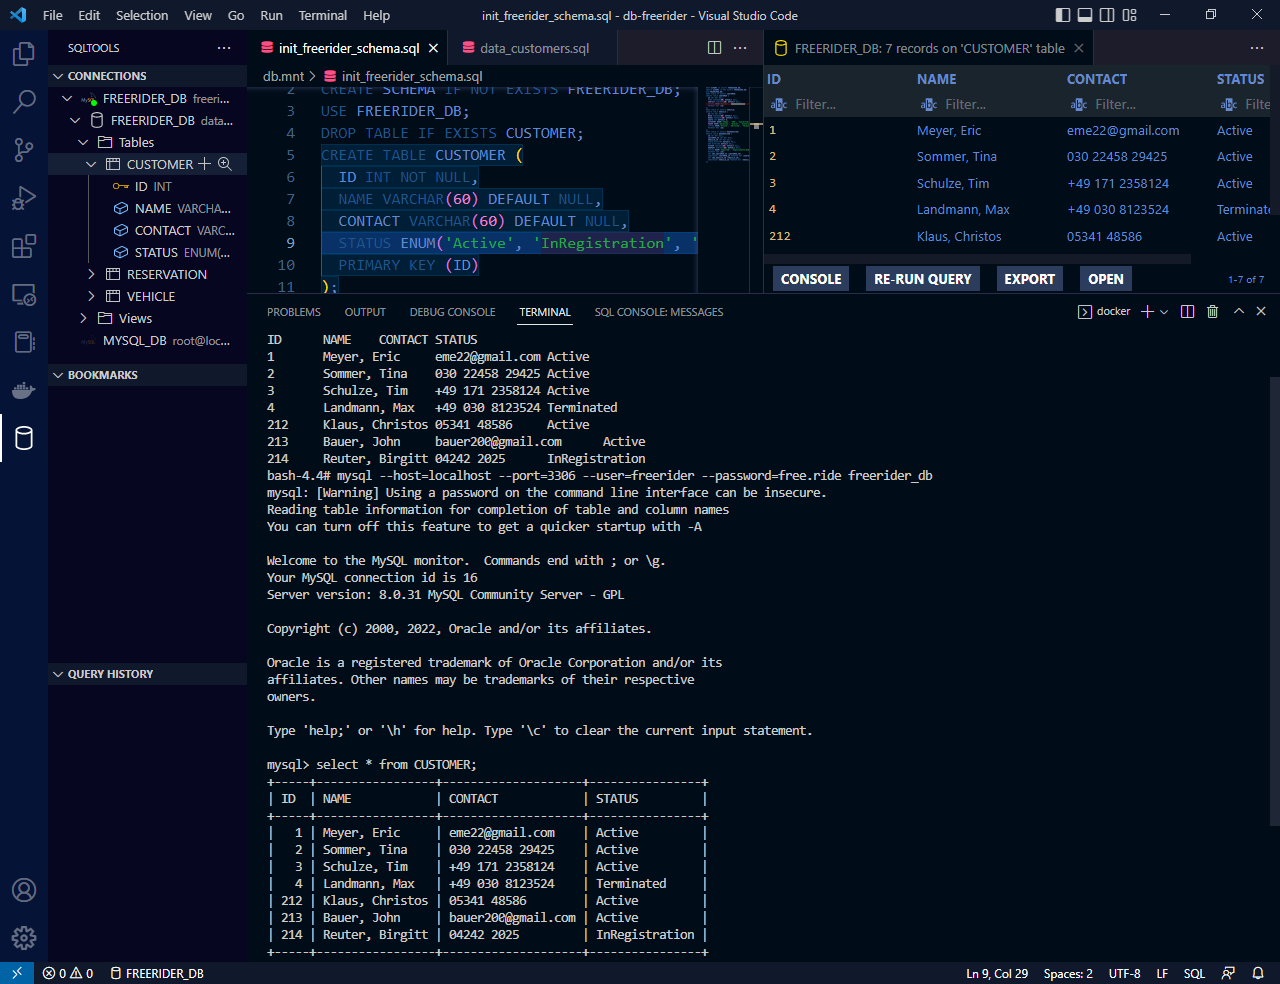 File Edit Selection View Go Run Terminal Help init_freerider_schema.sql - db-freerider - Visual Studio Code
SQLTOOLS
CONNECTIONS
FREERIDER_DB freeri...
FREERIDER_DB data...
Tables
CUSTOMER
ID INT
NAME VARCHA...
CONTACT VARC...
STATUS ENUM(...
RESERVATION
VEHICLE
Views
MYSQL_DB root@loc...
BOOKMARKS
QUERY HISTORY
init_freerider_schema.sql data_customers.sql
db.mnt > init_freerider_schema.sql
2 CREATE SCHEMA IF NOT EXISTS FREERIDER_DB;
3 USE FREERIDER_DB;
4 DROP TABLE IF EXISTS CUSTOMER;
5 CREATE TABLE CUSTOMER (
6 ID INT NOT NULL,
7 NAME VARCHAR(60) DEFAULT NULL,
8 CONTACT VARCHAR(60) DEFAULT NULL,
9 STATUS ENUM('Active', 'InRegistration', '
10 PRIMARY KEY (ID)
11 );
FREERIDER_DB: 7 records on 'CUSTOMER' table
ID NAME CONTACT STATUS
Filter... Filter... Filter... Filte
1 Meyer, Eric eme22@gmail.com Active
2 Sommer, Tina 030 22458 29425 Active
3 Schulze, Tim +49 171 2358124 Active
4 Landmann, Max +49 030 8123524 Terminate
212 Klaus, Christos 05341 48586 Active
CONSOLE RE-RUN QUERY EXPORT OPEN 1-7 of 7
PROBLEMS OUTPUT DEBUG CONSOLE TERMINAL SQL CONSOLE: MESSAGES docker
ID NAME CONTACT STATUS
1 Meyer, Eric eme22@gmail.com Active
2 Sommer, Tina 030 22458 29425 Active
3 Schulze, Tim +49 171 2358124 Active
4 Landmann, Max +49 030 8123524 Terminated
212 Klaus, Christos 05341 48586 Active
213 Bauer, John bauer200@gmail.com Active
214 Reuter, Birgitt 04242 2025 InRegistration
bash-4.4# mysql --host=localhost --port=3306 --user=freerider --password=free.ride freerider_db
mysql: [Warning] Using a password on the command line interface can be insecure.
Reading table information for completion of table and column names
You can turn off this feature to get a quicker startup with -A
Welcome to the MySQL monitor.  Commands end with ; or \g.
Your MySQL connection id is 16
Server version: 8.0.31 MySQL Community Server - GPL
Copyright (c) 2000, 2022, Oracle and/or its affiliates.
Oracle is a registered trademark of Oracle Corporation and/or its
affiliates. Other names may be trademarks of their respective
owners.
Type 'help;' or '\h' for help. Type '\c' to clear the current input statement.
mysql> select * from CUSTOMER;
+-----+-----------------+--------------------+----------------+
| ID | NAME | CONTACT | STATUS |
+-----+-----------------+--------------------+----------------+
| 1 | Meyer, Eric | eme22@gmail.com | Active |
| 2 | Sommer, Tina | 030 22458 29425 | Active |
| 3 | Schulze, Tim | +49 171 2358124 | Active |
| 4 | Landmann, Max | +49 030 8123524 | Terminated |
| 212 | Klaus, Christos | 05341 48586 | Active |
| 213 | Bauer, John | bauer200@gmail.com | Active |
| 214 | Reuter, Birgitt | 04242 2025 | InRegistration |
+-----+-----------------+--------------------+----------------+
0 0 FREERIDER_DB Ln 9, Col 29 Spaces: 2 UTF-8 LF SQL